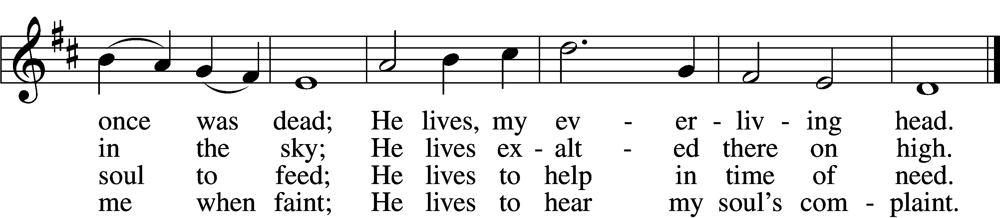 once was dead; He lives, my ev - er - liv - ing head.
in the sky; He lives ex - alt - ed there on high.
soul to feed; He lives to help in time of need.
me when faint; He lives to hear my soul's com - plaint.